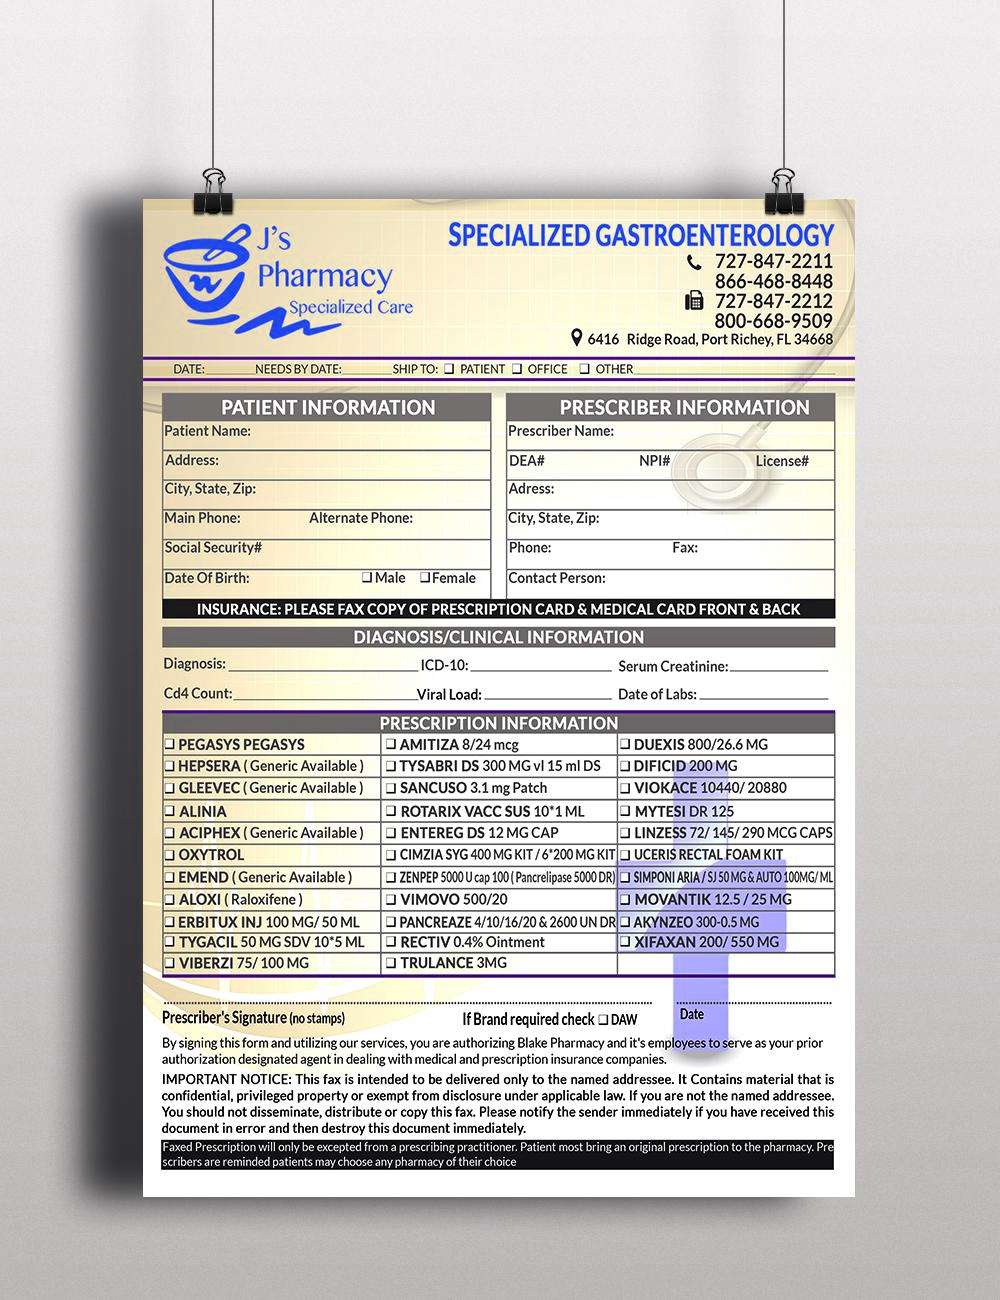 J's
Pharmacy
Specialized Care
SPECIALIZED GASTROENTEROLOGY
727-847-2211
866-468-8448
727-847-2212
800-668-9509
6416 Ridge Road, Port Richey, FL 34668
DATE:______ NEEDS BY DATE:______ SHIP TO: ❑ PATIENT ❑ OFFICE ❑ OTHER______
PATIENT INFORMATION
Patient Name:
Address:
City, State, Zip:
Main Phone: Alternate Phone:
Social Security#
Date Of Birth: ❑ Male ❑ Female
PRESCRIBER INFORMATION
Prescriber Name:
DEA# NPI# License#
Adress:
City, State, Zip:
Phone: Fax:
Contact Person:
INSURANCE: PLEASE FAX COPY OF PRESCRIPTION CARD & MEDICAL CARD FRONT & BACK
DIAGNOSIS/CLINICAL INFORMATION
Diagnosis:______ ICD-10:______ Serum Creatinine:______
Cd4 Count:______ Viral Load:______ Date of Labs:______
PRESCRIPTION INFORMATION
❑ PEGASYS PEGASYS ❑ AMITIZA 8/24 mcg ❑ DUEXIS 800/26.6 MG
❑ HEPSERA ( Generic Available ) ❑ TYSABRI DS 300 MG vl 15 ml DS ❑ DIFICID 200 MG
❑ GLEEVEC ( Generic Available ) ❑ SANCUSO 3.1 mg Patch ❑ VIOKACE 10440/ 20880
❑ ALINIA ❑ ROTARIX VACC SUS 10*1 ML ❑ MYTESI DR 125
❑ ACIPHEX ( Generic Available ) ❑ ENTEREG DS 12 MG CAP ❑ LINZESS 72/ 145/ 290 MCG CAPS
❑ OXYTROL ❑ CIMZIA SYG 400 MG KIT / 6*200 MG KIT ❑ UCERIS RECTAL FOAM KIT
❑ EMEND ( Generic Available ) ❑ ZENPEP 5000 U cap 100 ( Pancrelipase 5000 DR) ❑ SIMPONI ARIA / SJ 50 MG & AUTO 100MG/ ML
❑ ALOXI ( Raloxifene ) ❑ VIMOVO 500/20 ❑ MOVANTIK 12.5 / 25 MG
❑ ERBITUX INJ 100 MG/ 50 ML ❑ PANCREAZE 4/10/16/20 & 2600 UN DR ❑ AKYNZEO 300-0.5 MG
❑ TYGACIL 50 MG SDV 10*5 ML ❑ RECTIV 0.4% Ointment ❑ XIFAXAN 200/ 550 MG
❑ VIBERZI 75/ 100 MG ❑ TRULANCE 3MG
Prescriber's Signature (no stamps) If Brand required check ❑ DAW Date
By signing this form and utilizing our services, you are authorizing Blake Pharmacy and it's employees to serve as your prior
authorization designated agent in dealing with medical and prescription insurance companies.
IMPORTANT NOTICE: This fax is intended to be delivered only to the named addressee. It Contains material that is
confidential, privileged property or exempt from disclosure under applicable law. If you are not the named addressee.
You should not disseminate, distribute or copy this fax. Please notify the sender immediately if you have received this
document in error and then destroy this document immediately.
Faxed Prescription will only be excepted from a prescribing practitioner. Patient most bring an original prescription to the pharmacy. Pre
scribers are reminded patients may choose any pharmacy of their choice